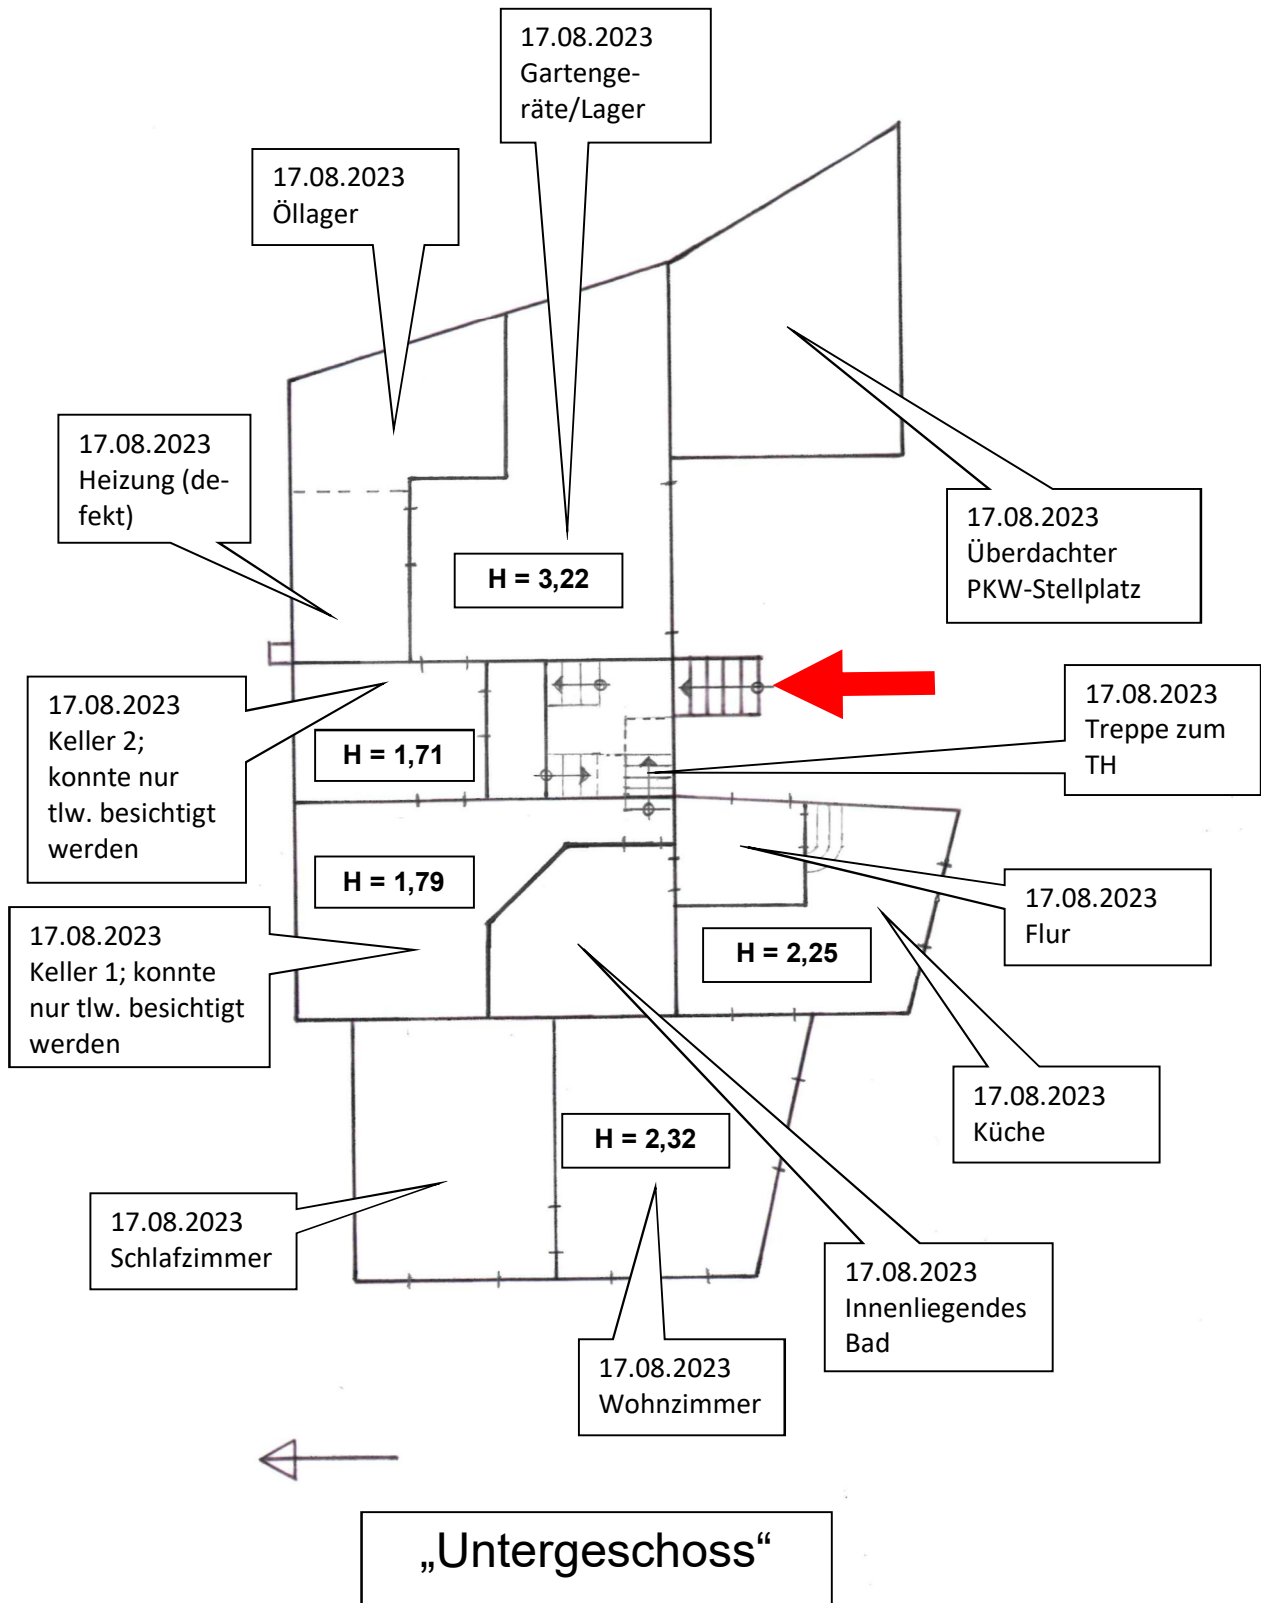 17.08.2023
Gartenge-
räte/Lager
17.08.2023
Öllager
17.08.2023
Heizung (de-
fekt)
17.08.2023
Überdachter
PKW-Stellplatz
H = 3,22
17.08.2023
Keller 2;
konnte nur
tlw. besichtigt
werden
H = 1,71
17.08.2023
Treppe zum
TH
H = 1,79
17.08.2023
Flur
17.08.2023
Keller 1; konnte
nur tlw. besichtigt
werden
H = 2,25
17.08.2023
Küche
H = 2,32
17.08.2023
Schlafzimmer
17.08.2023
Innenliegendes
Bad
17.08.2023
Wohnzimmer
„Untergeschoss“